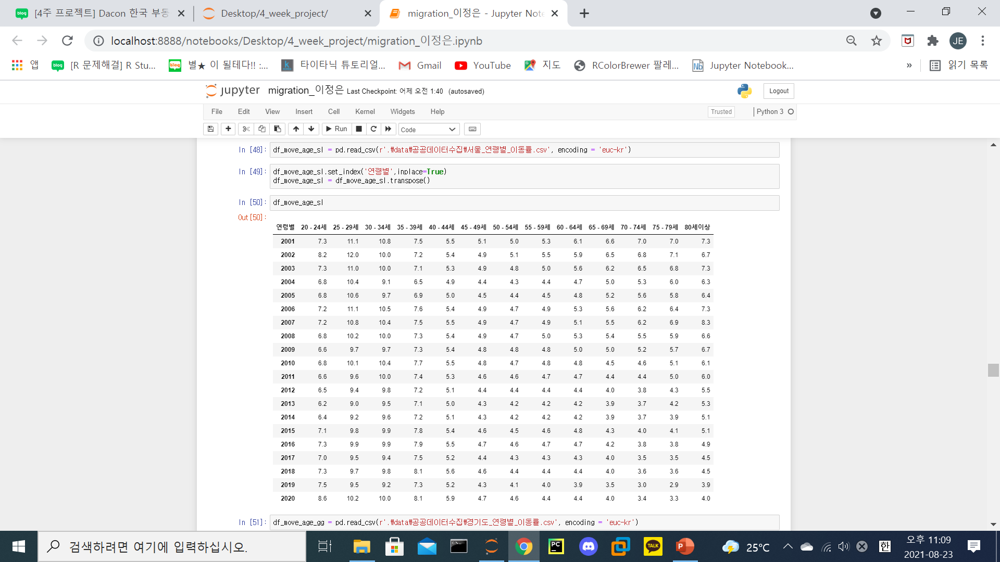 [4주 프로젝트] Dacon 한국 부동
Desktop/4_week_project/
migration_이정은 - Jupyter Note
localhost:8888/notebooks/Desktop/4_week_project/migration_이정은.ipynb
JE
앱
[R 문제해결] R Stu...
별★ 이 될테다!! :...
타이타닉 튜토리얼...
Gmail
YouTube
지도
RColorBrewer 팔레...
Jupyter Notebook...
»
읽기 목록
jupyter migration_이정은 Last Checkpoint: 어제 오전 1:40 (autosaved)
Logout
File Edit View Insert Cell Kernel Widgets Help
Trusted
Python 3
Run
Code
In [48]: df_move_age_sl = pd.read_csv(r'.₩data₩공공데이터수집₩서울_연령별_이동률.csv', encoding = 'euc-kr')
In [49]: df_move_age_sl.set_index('연령별',inplace=True)
df_move_age_sl = df_move_age_sl.transpose()
In [50]: df_move_age_sl
Out[50]:
연령별 20 - 24세 25 - 29세 30 - 34세 35 - 39세 40 - 44세 45 - 49세 50 - 54세 55 - 59세 60 - 64세 65 - 69세 70 - 74세 75 - 79세 80세이상
2001 7.3 11.1 10.8 7.5 5.5 5.1 5.0 5.3 6.1 6.6 7.0 7.0 7.3
2002 8.2 12.0 10.0 7.2 5.4 4.9 5.1 5.5 5.9 6.5 6.8 7.1 6.7
2003 7.3 11.0 10.0 7.1 5.3 4.9 4.8 5.0 5.6 6.2 6.5 6.8 7.3
2004 6.8 10.4 9.1 6.5 4.9 4.4 4.3 4.4 4.7 5.0 5.3 6.0 6.3
2005 6.8 10.6 9.7 6.9 5.0 4.5 4.4 4.5 4.8 5.2 5.6 5.8 6.4
2006 7.2 11.1 10.5 7.6 5.4 4.9 4.7 4.9 5.3 5.6 6.2 6.4 7.3
2007 7.2 10.8 10.4 7.5 5.5 4.9 4.7 4.9 5.1 5.5 6.2 6.9 8.3
2008 6.8 10.2 10.0 7.3 5.4 4.9 4.7 5.0 5.3 5.4 5.5 5.9 6.6
2009 6.6 9.7 9.7 7.3 5.4 4.8 4.8 4.8 5.0 5.0 5.2 5.7 6.7
2010 6.8 10.1 10.4 7.7 5.5 4.8 4.7 4.8 4.8 4.5 4.6 5.1 6.1
2011 6.6 9.6 10.0 7.4 5.3 4.6 4.6 4.7 4.7 4.4 4.4 5.0 6.0
2012 6.5 9.4 9.8 7.2 5.1 4.4 4.4 4.4 4.4 4.0 3.8 4.3 5.5
2013 6.2 9.0 9.5 7.1 5.0 4.3 4.2 4.2 4.2 3.9 3.7 4.2 5.3
2014 6.4 9.2 9.6 7.2 5.1 4.3 4.2 4.2 4.2 3.9 3.7 3.9 5.1
2015 7.1 9.8 9.9 7.8 5.4 4.6 4.5 4.6 4.8 4.3 4.0 4.1 5.1
2016 7.3 9.9 9.9 7.9 5.5 4.7 4.6 4.7 4.7 4.2 3.8 3.8 4.9
2017 7.0 9.5 9.4 7.5 5.2 4.4 4.3 4.3 4.3 4.0 3.5 3.5 4.5
2018 7.3 9.7 9.8 8.1 5.6 4.6 4.4 4.4 4.4 4.0 3.6 3.6 4.5
2019 7.5 9.5 9.2 7.3 5.2 4.3 4.1 4.0 3.9 3.5 3.0 2.9 3.9
2020 8.6 10.2 10.0 8.1 5.9 4.7 4.6 4.4 4.4 4.0 3.4 3.3 4.0
In [51]: df_move_age_gg = pd.read_csv(r'.₩data₩공공데이터수집₩경기도_연령별_이동률.csv', encoding = 'euc-kr')
검색하려면 여기에 입력하십시오.
PC
TALK
P
25℃
한
오후 11:09
2021-08-23